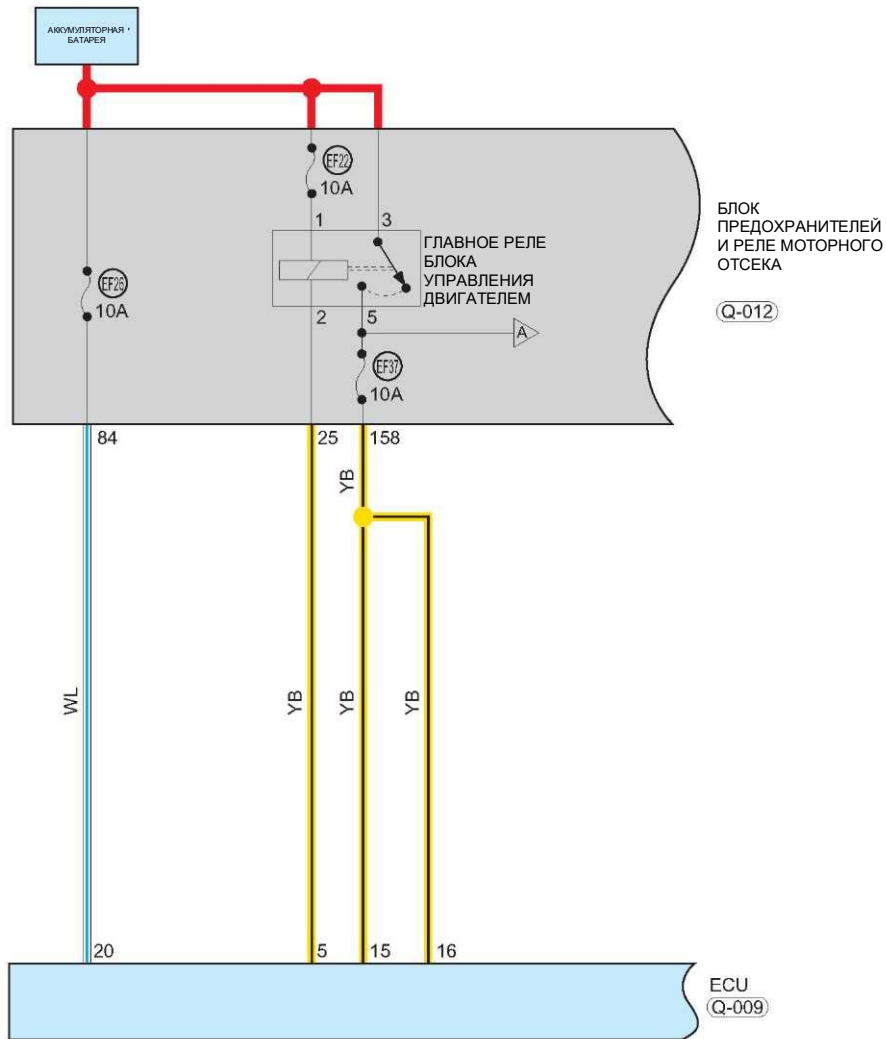 АККУМУЛЯТОРНАЯ
БАТАРЕЯ
EF22
10A
1
3
ГЛАВНОЕ РЕЛЕ
БЛОКА
УПРАВЛЕНИЯ
ДВИГАТЕЛЕМ
БЛОК
ПРЕДОХРАНИТЕЛЕЙ
И РЕЛЕ МОТОРНОГО
ОТСЕКА
Q-012
EF26
10A
2
5
A
EF37
10A
84
25
158
YB
WL
YB
YB
YB
20
5
15
16
ECU
Q-009